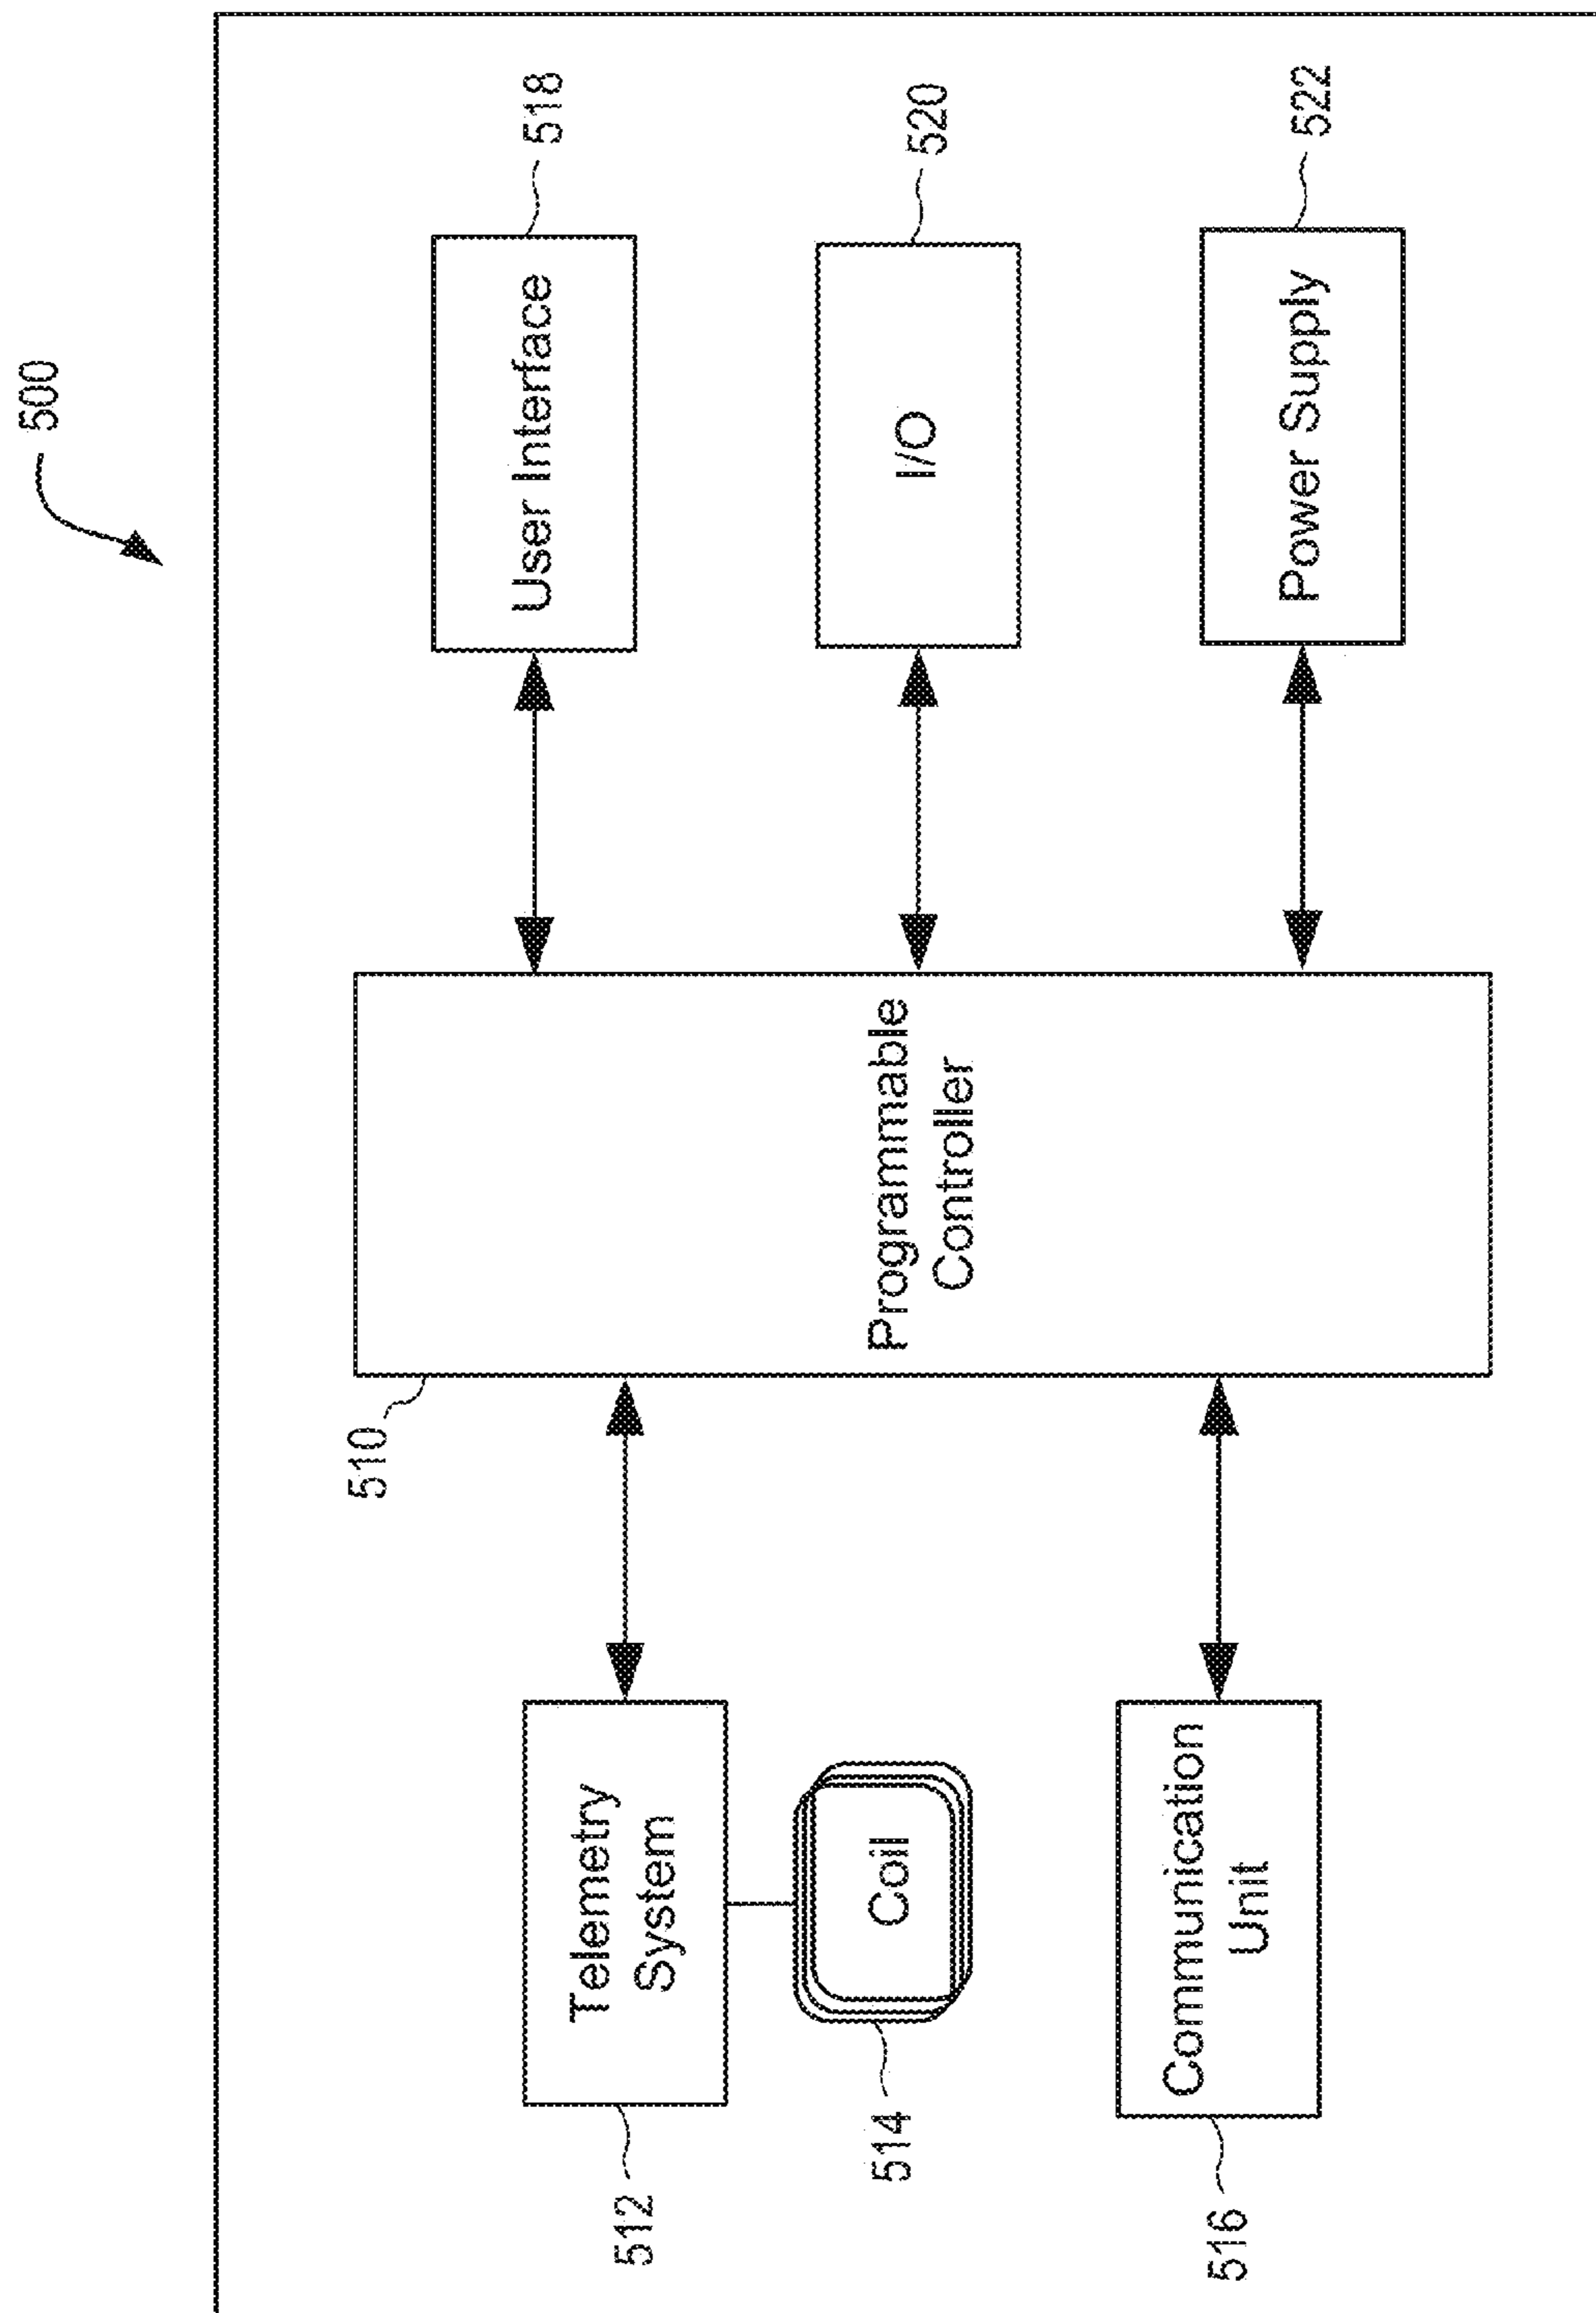 500
510
512
Telemetry
System
Programmable
Controller
User Interface
518
514
Coil
I/O
520
516
Communication
Unit
Power Supply
522